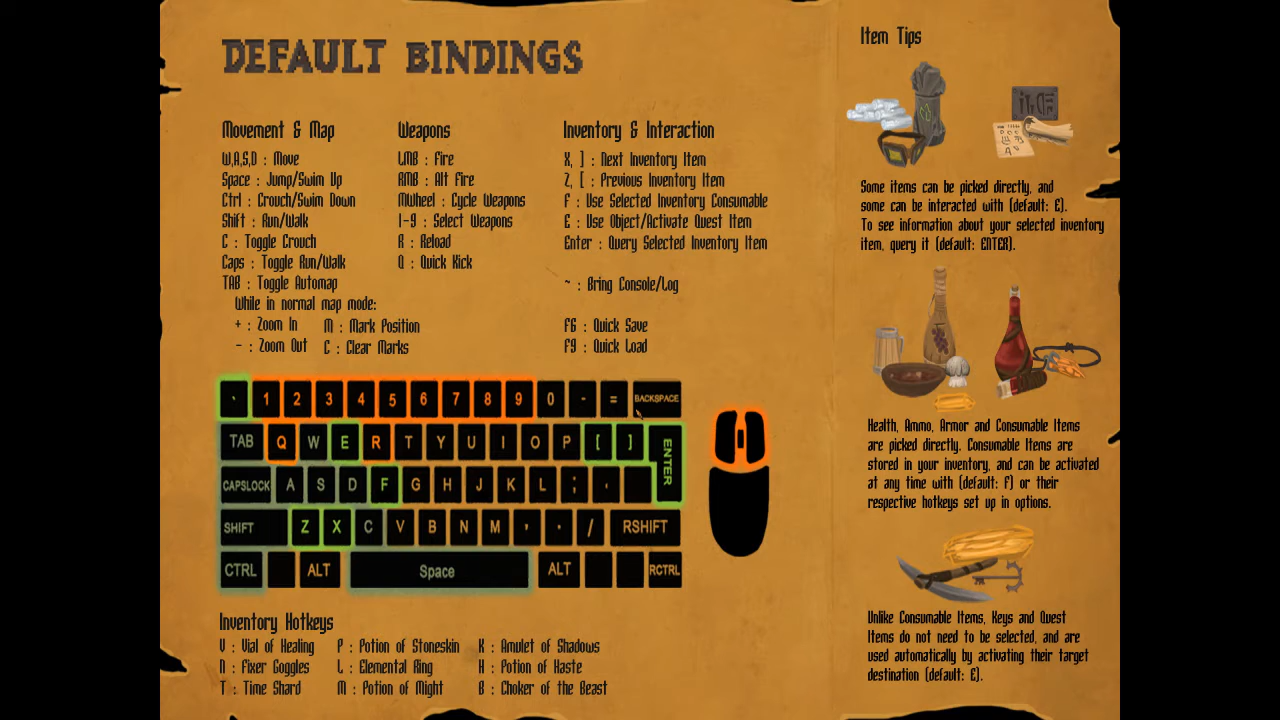 DEFAULT BINDINGS
Movement & Map
W,A,S,D : Move
Space : Jump/Swim Up
Ctrl : Crouch/Swim Down
Shift : Run/Walk
C : Toggle Crouch
Caps : Toggle Run/Walk
TAB : Toggle Automap
While in normal map mode:
+ : Zoom In M : Mark Position
- : Zoom Out C : Clear Marks
Weapons
LMB : Fire
RMB : Alt Fire
MWheel : Cycle Weapons
1-9 : Select Weapons
R : Reload
Q : Quick Kick
Inventory & Interaction
X, ] : Next Inventory Item
Z, [ : Previous Inventory Item
F : Use Selected Inventory Consumable
E : Use Object/Activate Quest Item
Enter : Query Selected Inventory Item
~ : Bring Console/Log
F6 : Quick Save
F9 : Quick Load
` 1 2 3 4 5 6 7 8 9 0 - = BACKSPACE
TAB Q W E R T Y U I O P [ ] ENTER
CAPSLOCK A S D F G H J K L ; '
SHIFT Z X C V B N M , . / RSHIFT
CTRL ALT Space ALT RCTRL
Inventory Hotkeys
V : Vial of Healing P : Potion of Stoneskin K : Amulet of Shadows
N : Fixer Goggles L : Elemental Ring H : Potion of Haste
T : Time Shard M : Potion of Might B : Choker of the Beast
Item Tips
Some items can be picked directly, and
some can be interacted with (default: E).
To see information about your selected inventory
item, query it (default: ENTER).
Health, Ammo, Armor and Consumable Items
are picked directly. Consumable Items are
stored in your inventory, and can be activated
at any time with (default: F) or their
respective hotkeys set up in options.
Unlike Consumable Items, Keys and Quest
Items do not need to be selected, and are
used automatically by activating their target
destination (default: E).